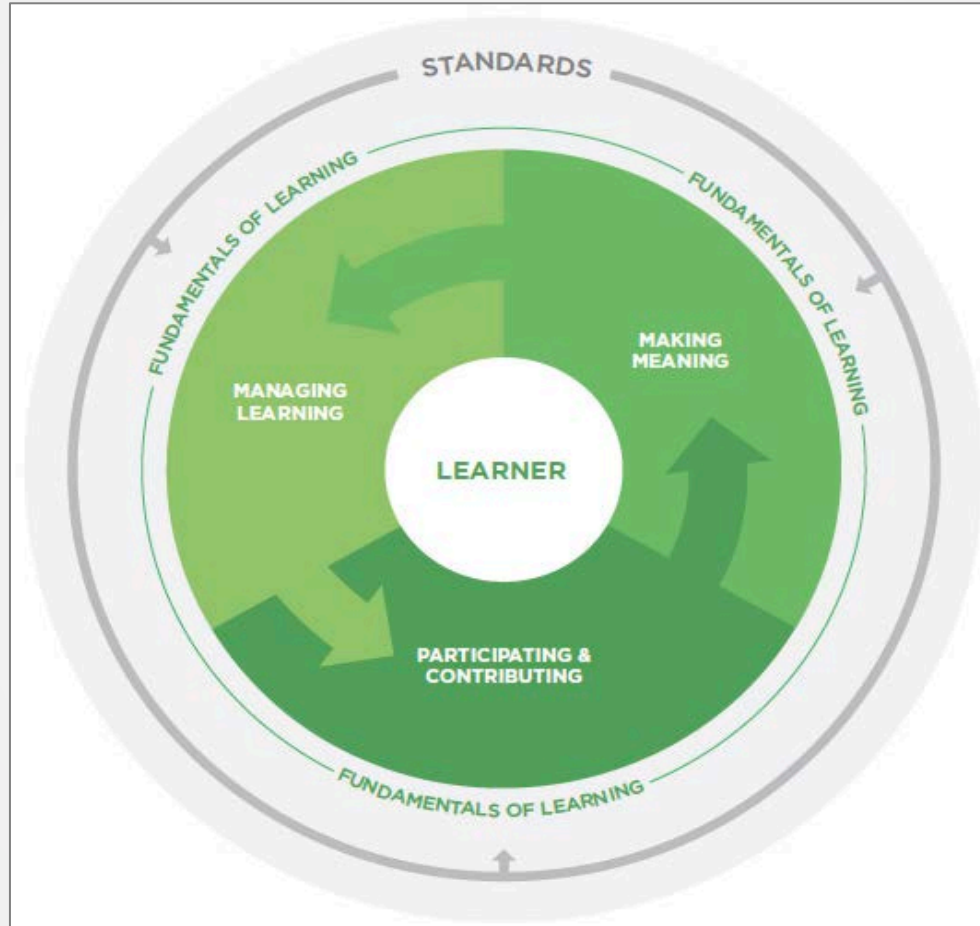 STANDARDS
FUNDAMENTALS OF LEARNING
FUNDAMENTALS OF LEARNING
MAKING
MEANING
MANAGING
LEARNING
LEARNER
PARTICIPATING &
CONTRIBUTING
FUNDAMENTALS OF LEARNING